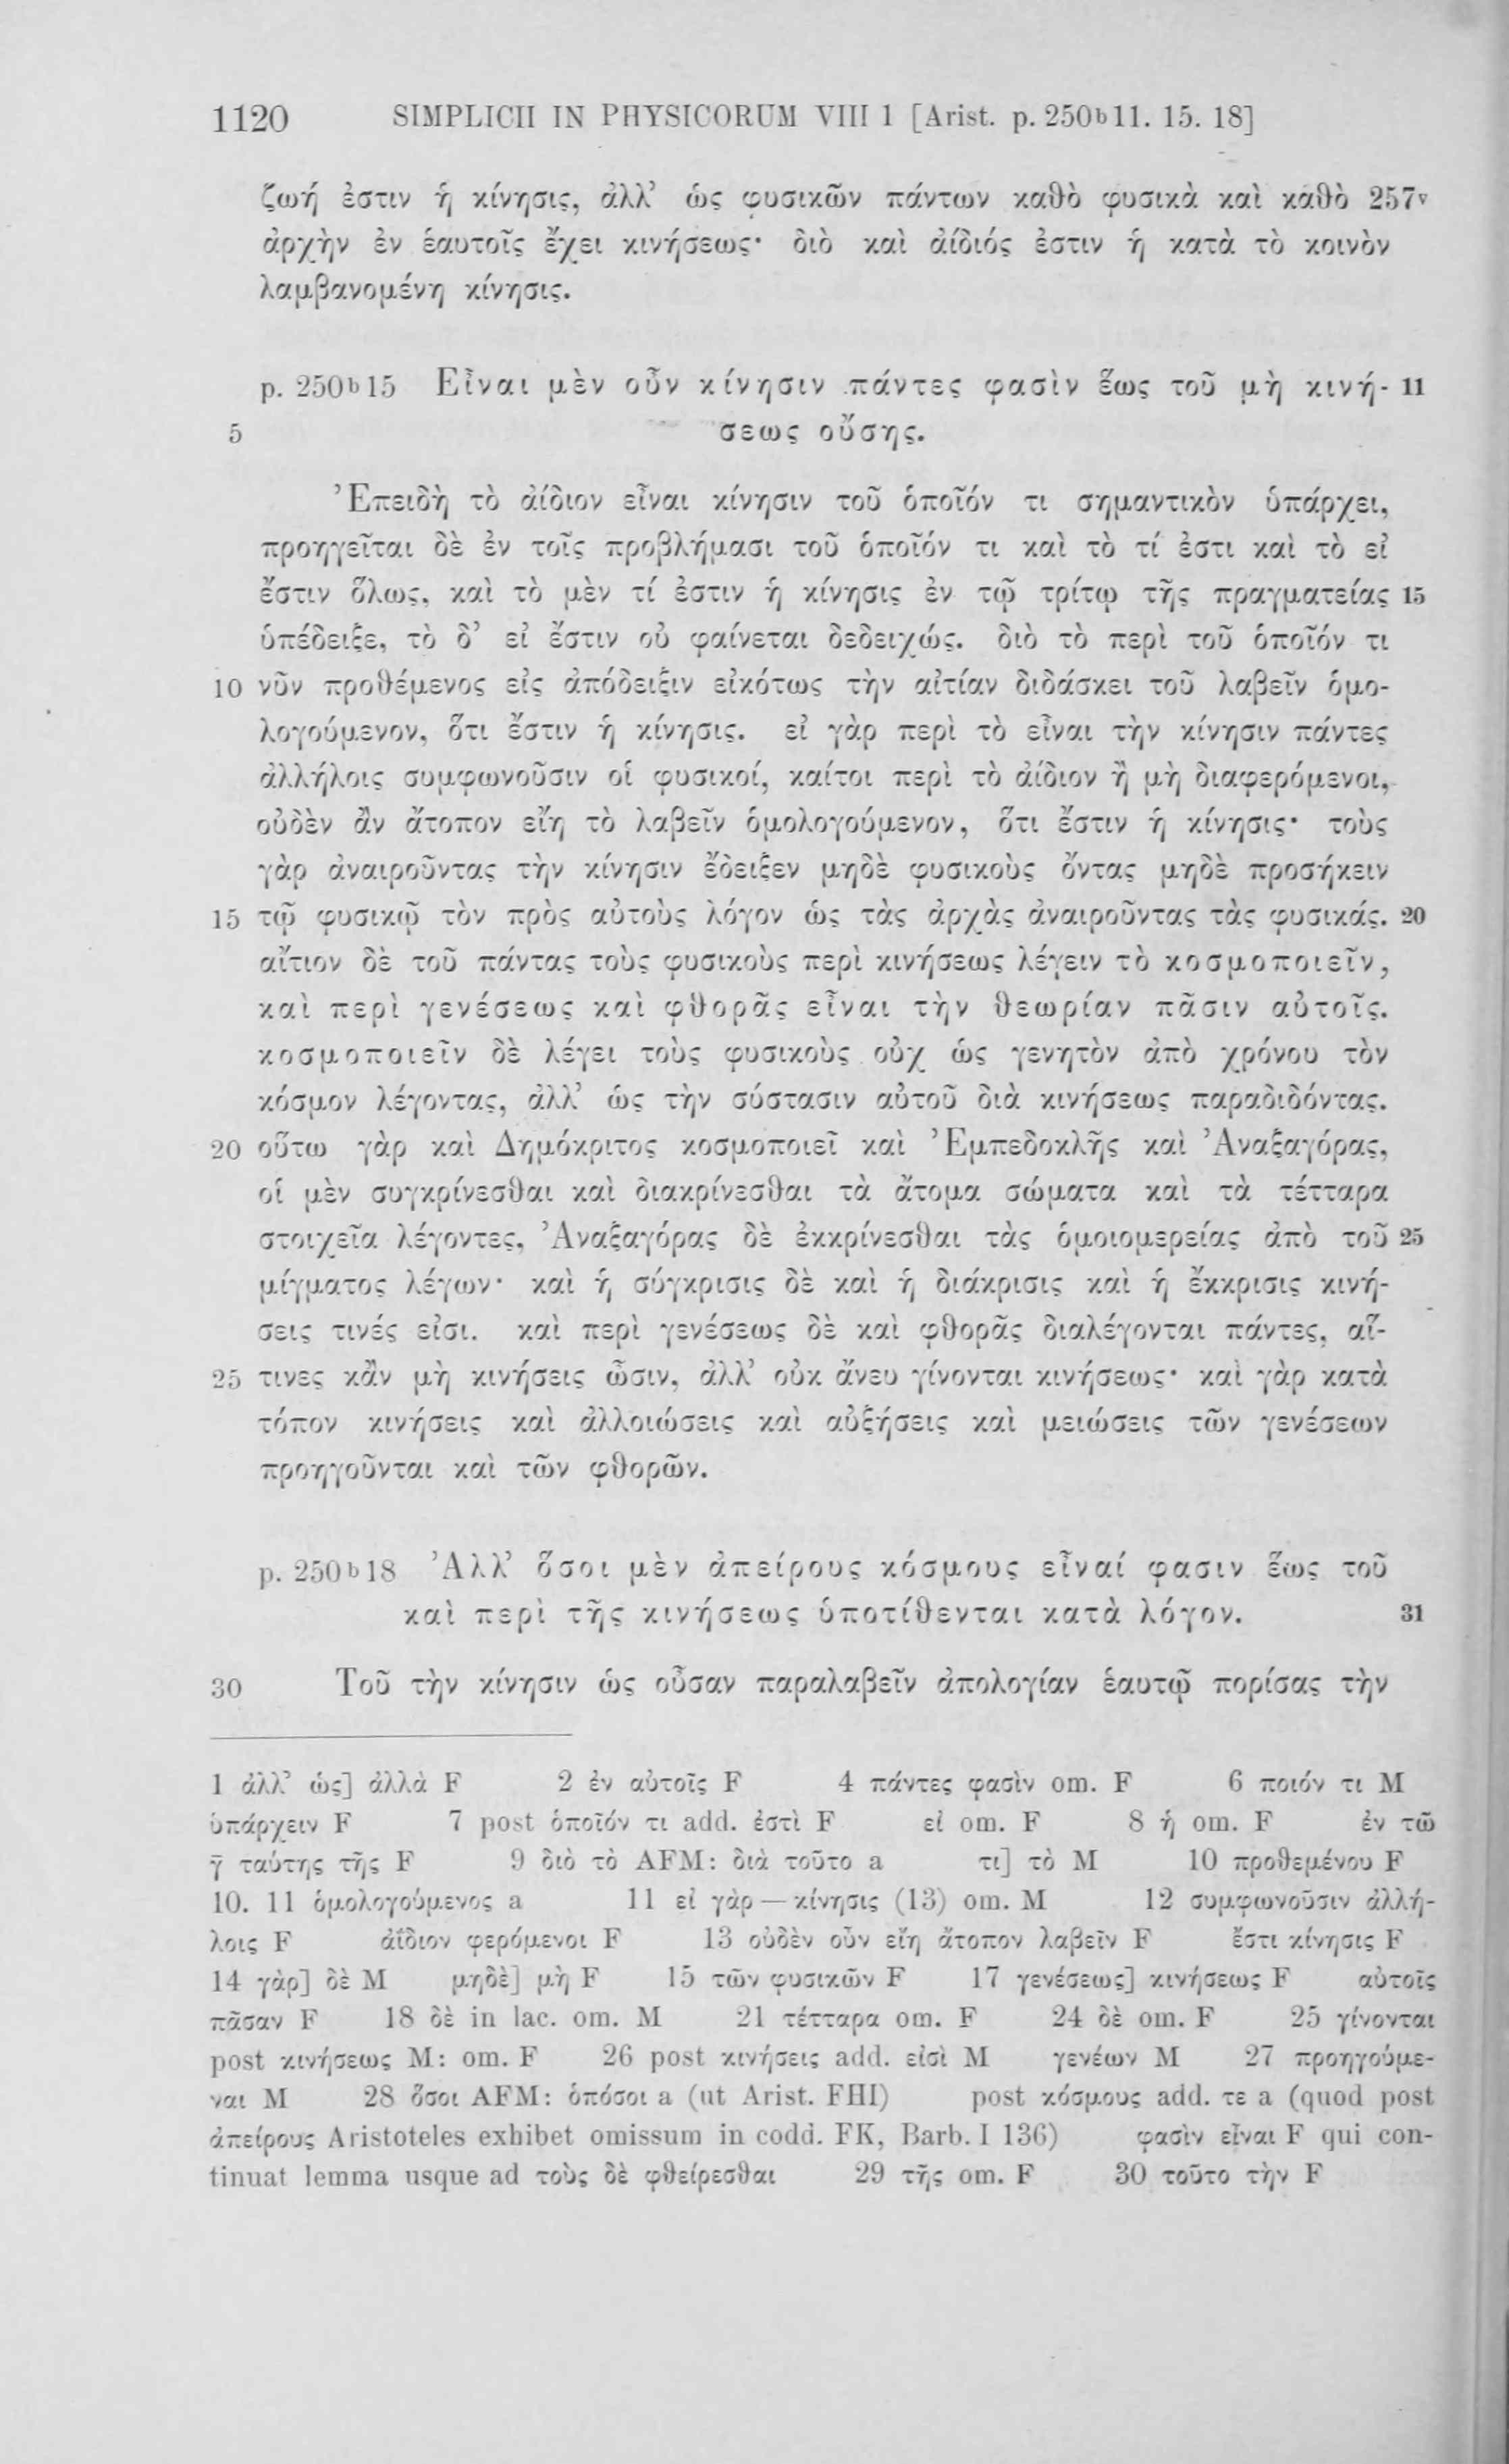 1120 SIMPLICII IN PHYSICORUM VIII 1 [Arist. p. 250b11. 15. 18]
ζωή ἐστιν ἡ κίνησις, ἀλλ’ ὡς φυσικῶν πάντων καθὸ φυσικὰ καὶ καθὸ 257v
ἀρχὴν ἐν ἑαυτοῖς ἔχει κινήσεως· διὸ καὶ ἀίδιός ἐστιν ἡ κατὰ τὸ κοινὸν
λαμβανομένη κίνησις.
p. 250b15 Εἶναι μὲν οὖν κίνησιν πάντες φασὶν ἕως τοῦ μὴ κινή- 11
5 σεως οὔσης.
Ἐπειδὴ τὸ ἀίδιον εἶναι κίνησιν τοῦ ὁποῖόν τι σημαντικὸν ὑπάρχει,
προηγεῖται δὲ ἐν τοῖς προβλήμασι τοῦ ὁποῖόν τι καὶ τὸ τί ἐστι καὶ τὸ εἰ
ἔστιν ὅλως, καὶ τὸ μὲν τί ἐστιν ἡ κίνησις ἐν τῷ τρίτῳ τῆς πραγματείας 15
ὑπέδειξε, τὸ δ’ εἰ ἔστιν οὐ φαίνεται δεδειχώς. διὸ τὸ περὶ τοῦ ὁποῖόν τι
10 νῦν προθέμενος εἰς ἀπόδειξιν εἰκότως τὴν αἰτίαν διδάσκει τοῦ λαβεῖν ὁμο-
λογούμενον, ὅτι ἔστιν ἡ κίνησις. εἰ γὰρ περὶ τὸ εἶναι τὴν κίνησιν πάντες
ἀλλήλοις συμφωνοῦσιν οἱ φυσικοί, καίτοι περὶ τὸ ἀίδιον ἢ μὴ διαφερόμενοι,
οὐδὲν ἂν ἄτοπον εἴη τὸ λαβεῖν ὁμολογούμενον, ὅτι ἔστιν ἡ κίνησις· τοὺς
γὰρ ἀναιροῦντας τὴν κίνησιν ἔδειξεν μηδὲ φυσικοὺς ὄντας μηδὲ προσήκειν
15 τῷ φυσικῷ τὸν πρὸς αὐτοὺς λόγον ὡς τὰς ἀρχὰς ἀναιροῦντας τὰς φυσικάς. 20
αἴτιον δὲ τοῦ πάντας τοὺς φυσικοὺς περὶ κινήσεως λέγειν τὸ κοσμοποιεῖν,
καὶ περὶ γενέσεως καὶ φθορᾶς εἶναι τὴν θεωρίαν πᾶσιν αὐτοῖς.
κοσμοποιεῖν δὲ λέγει τοὺς φυσικοὺς οὐχ ὡς γενητὸν ἀπὸ χρόνου τὸν
κόσμον λέγοντας, ἀλλ’ ὡς τὴν σύστασιν αὐτοῦ διὰ κινήσεως παραδιδόντας.
20 οὕτω γὰρ καὶ Δημόκριτος κοσμοποιεῖ καὶ Ἐμπεδοκλῆς καὶ Ἀναξαγόρας,
οἱ μὲν συγκρίνεσθαι καὶ διακρίνεσθαι τὰ ἄτομα σώματα καὶ τὰ τέτταρα
στοιχεῖα λέγοντες, Ἀναξαγόρας δὲ ἐκκρίνεσθαι τὰς ὁμοιομερείας ἀπὸ τοῦ 25
μίγματος λέγων· καὶ ἡ σύγκρισις δὲ καὶ ἡ διάκρισις καὶ ἡ ἔκκρισις κινή-
σεις τινές εἰσι. καὶ περὶ γενέσεως δὲ καὶ φθορᾶς διαλέγονται πάντες, αἵ-
25 τινες κἂν μὴ κινήσεις ὦσιν, ἀλλ’ οὐκ ἄνευ γίνονται κινήσεως· καὶ γὰρ κατὰ
τόπον κινήσεις καὶ ἀλλοιώσεις καὶ αὐξήσεις καὶ μειώσεις τῶν γενέσεων
προηγοῦνται καὶ τῶν φθορῶν.
p. 250b18 Ἀλλ’ ὅσοι μὲν ἀπείρους κόσμους εἶναί φασιν ἕως τοῦ
καὶ περὶ τῆς κινήσεως ὑποτίθενται κατὰ λόγον. 31
30 Τοῦ τὴν κίνησιν ὡς οὖσαν παραλαβεῖν ἀπολογίαν ἑαυτῷ πορίσας τὴν
1 ἀλλ’ ὡς] ἀλλὰ F 2 ἐν αὐτοῖς F 4 πάντες φασὶν om. F 6 ποιόν τι M
ὑπάρχειν F 7 post ὁποῖόν τι add. ἐστὶ F εἰ om. F 8 ἡ om. F ἐν τῶ
γ̄ ταύτης τῆς F 9 διὸ τὸ AFM: διὰ τοῦτο a τι] τὸ M 10 προθεμένου F
10. 11 ὁμολογούμενος a 11 εἰ γὰρ — κίνησις (13) om. M 12 συμφωνοῦσιν ἀλλή-
λοις F ἀΐδιον φερόμενοι F 13 οὐδὲν οὖν εἴη ἄτοπον λαβεῖν F ἔστι κίνησις F
14 γὰρ] δὲ M μηδὲ] μὴ F 15 τῶν φυσικῶν F 17 γενέσεως] κινήσεως F αὐτοῖς
πᾶσαν F 18 δὲ in lac. om. M 21 τέτταρα om. F 24 δὲ om. F 25 γίνονται
post κινήσεως M: om. F 26 post κινήσεις add. εἰσὶ M γενέων M 27 προηγούμε-
ναι M 28 ὅσοι AFM: ὁπόσοι a (ut Arist. FHI) post κόσμους add. τε a (quod post
ἀπείρους Aristoteles exhibet omissum in codd. FK, Barb. I 136) φασὶν εἶναι F qui con-
tinuat lemma usque ad τοὺς δὲ φθείρεσθαι 29 τῆς om. F 30 τοῦτο τὴν F